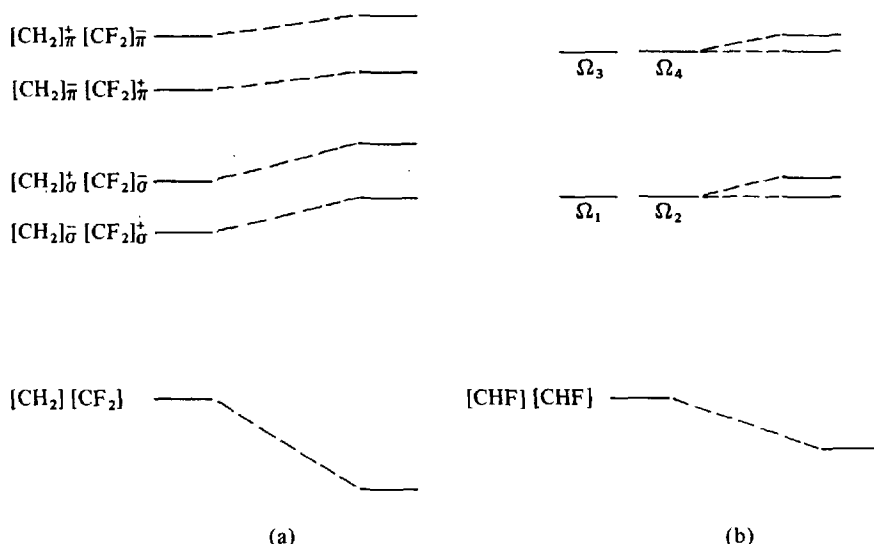 [CH₂]⁺π [CF₂]⁻π
[CH₂]⁻π [CF₂]⁺π
[CH₂]⁺σ [CF₂]⁻σ
[CH₂]⁻σ [CF₂]⁺σ
[CH₂] [CF₂]
(a)
Ω₃ Ω₄
Ω₁ Ω₂
[CHF] [CHF]
(b)